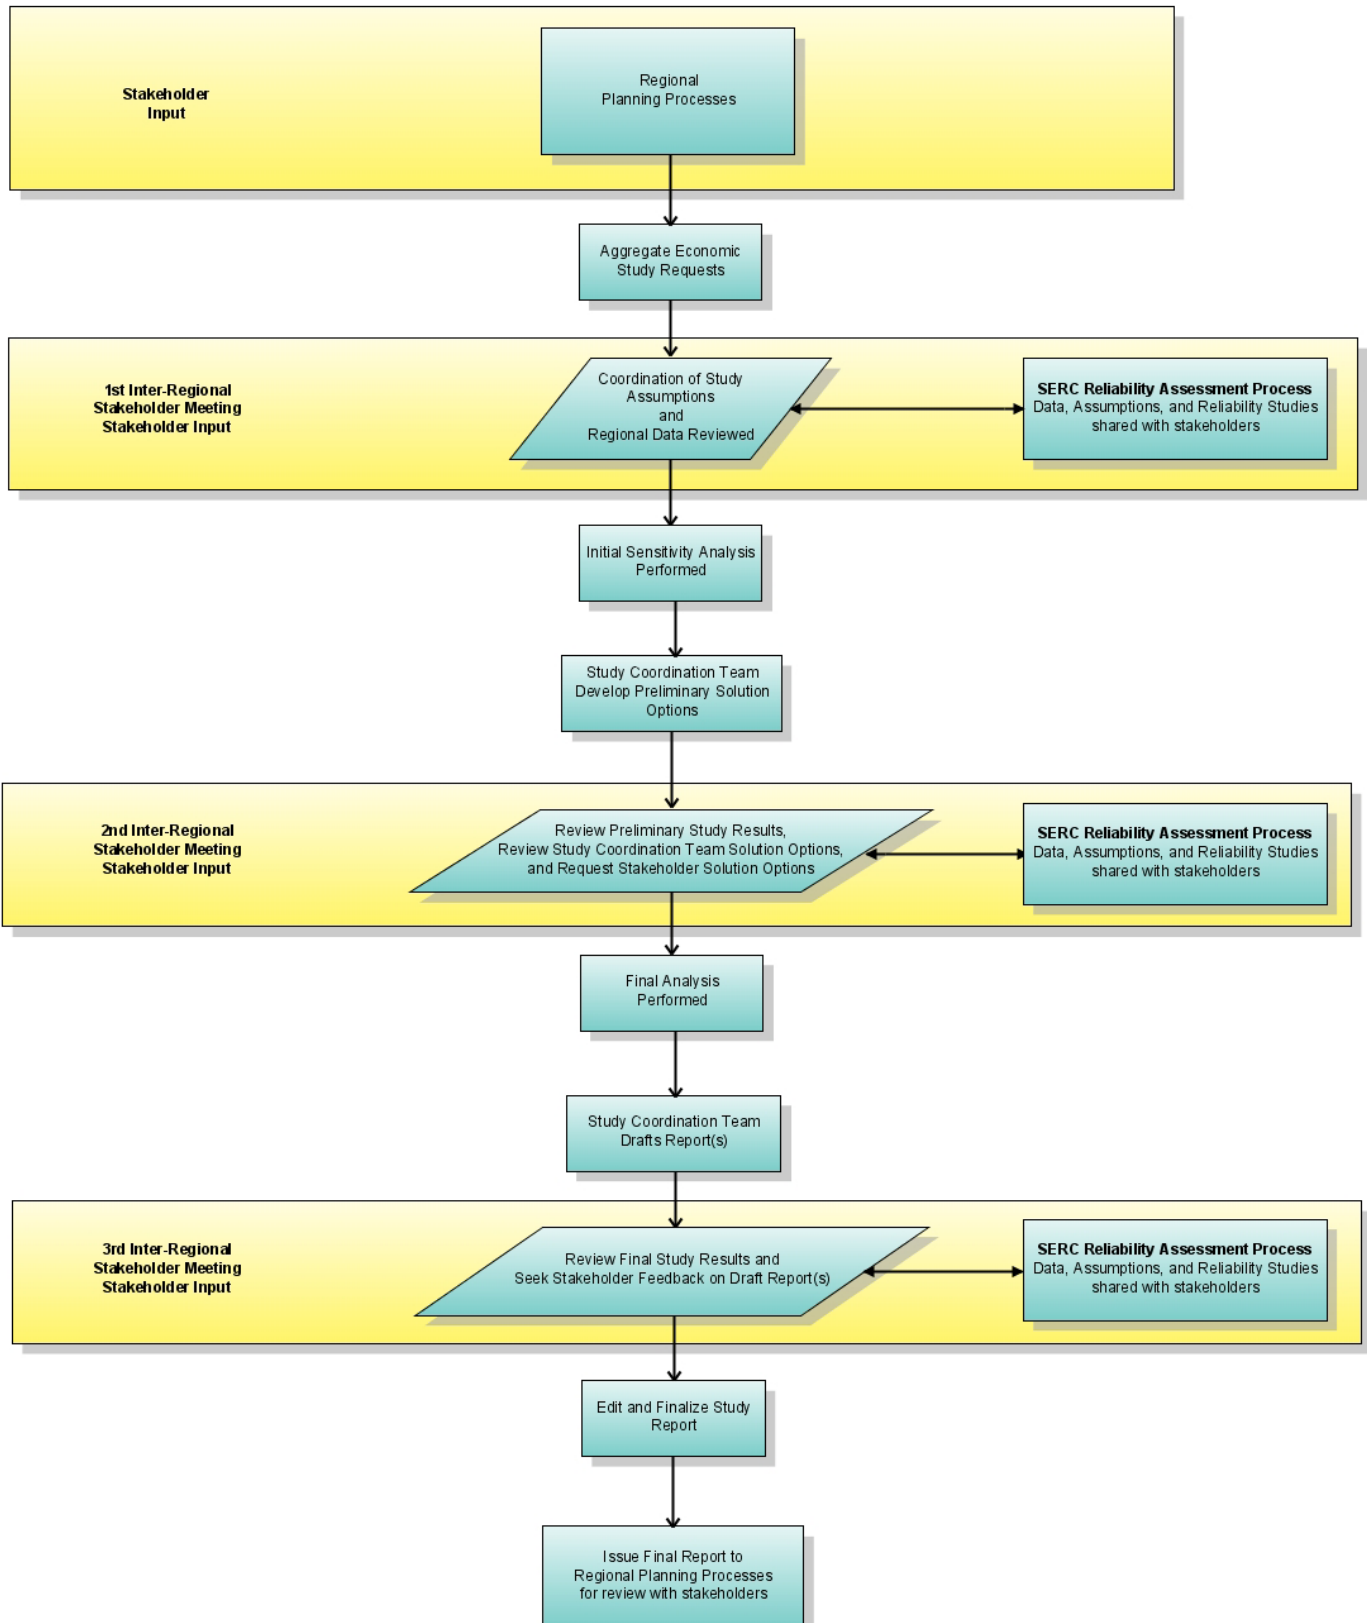 Stakeholder
Input
Regional
Planning Processes
Aggregate Economic
Study Requests
1st Inter-Regional
Stakeholder Meeting
Stakeholder Input
Coordination of Study
Assumptions
and
Regional Data Reviewed
SERC Reliability Assessment Process
Data, Assumptions, and Reliability Studies
shared with stakeholders
Initial Sensitivity Analysis
Performed
Study Coordination Team
Develop Preliminary Solution
Options
2nd Inter-Regional
Stakeholder Meeting
Stakeholder Input
Review Preliminary Study Results,
Review Study Coordination Team Solution Options,
and Request Stakeholder Solution Options
SERC Reliability Assessment Process
Data, Assumptions, and Reliability Studies
shared with stakeholders
Final Analysis
Performed
Study Coordination Team
Drafts Report(s)
3rd Inter-Regional
Stakeholder Meeting
Stakeholder Input
Review Final Study Results and
Seek Stakeholder Feedback on Draft Report(s)
SERC Reliability Assessment Process
Data, Assumptions, and Reliability Studies
shared with stakeholders
Edit and Finalize Study
Report
Issue Final Report to
Regional Planning Processes
for review with stakeholders